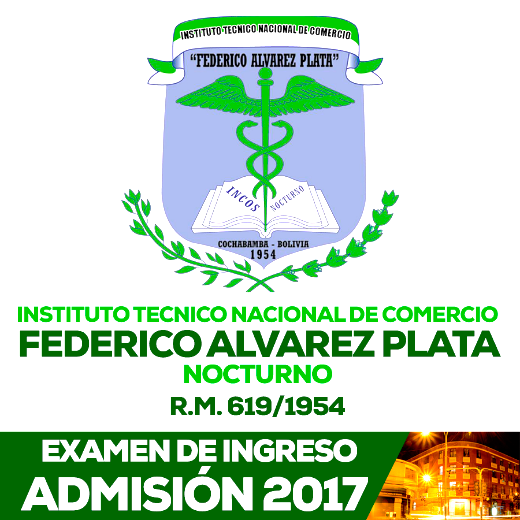 INSTITUTO TECNICO NACIONAL DE COMERCIO
"FEDERICO ALVAREZ PLATA"
INCOS NOCTURNO
COCHABAMBA - BOLIVIA
1954
INSTITUTO TECNICO NACIONAL DE COMERCIO
FEDERICO ALVAREZ PLATA
NOCTURNO
R.M. 619/1954
EXAMEN DE INGRESO
ADMISIÓN 2017